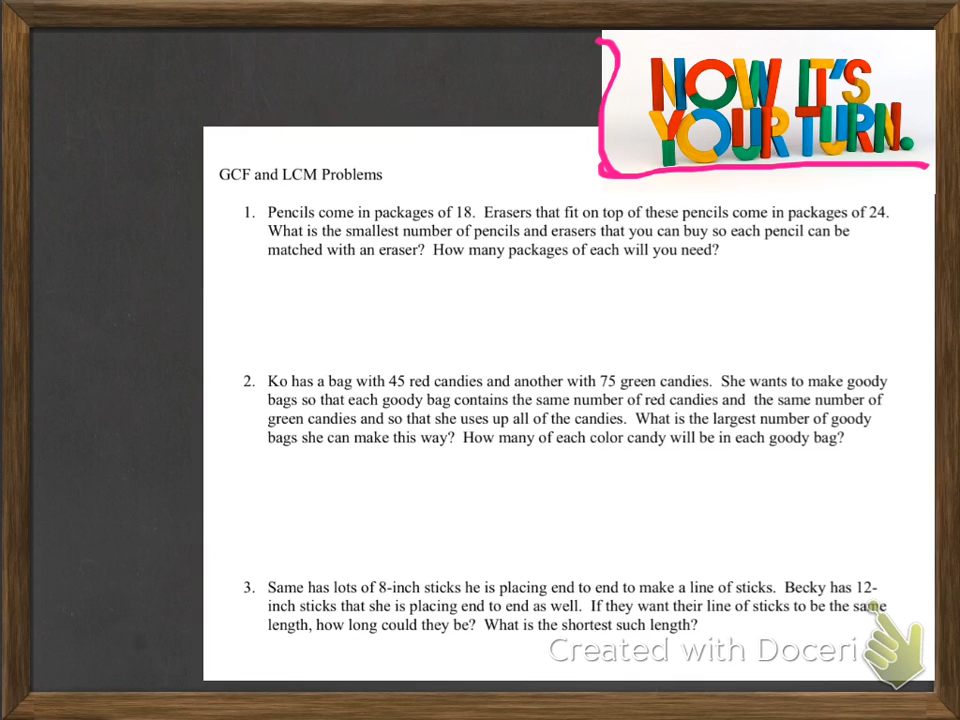 NOW IT'S
YOUR TURN.
GCF and LCM Problems
1. Pencils come in packages of 18. Erasers that fit on top of these pencils come in packages of 24.
What is the smallest number of pencils and erasers that you can buy so each pencil can be
matched with an eraser? How many packages of each will you need?
2. Ko has a bag with 45 red candies and another with 75 green candies. She wants to make goody
bags so that each goody bag contains the same number of red candies and the same number of
green candies and so that she uses up all of the candies. What is the largest number of goody
bags she can make this way? How many of each color candy will be in each goody bag?
3. Same has lots of 8-inch sticks he is placing end to end to make a line of sticks. Becky has 12-
inch sticks that she is placing end to end as well. If they want their line of sticks to be the same
length, how long could they be? What is the shortest such length?
Created with Doceri